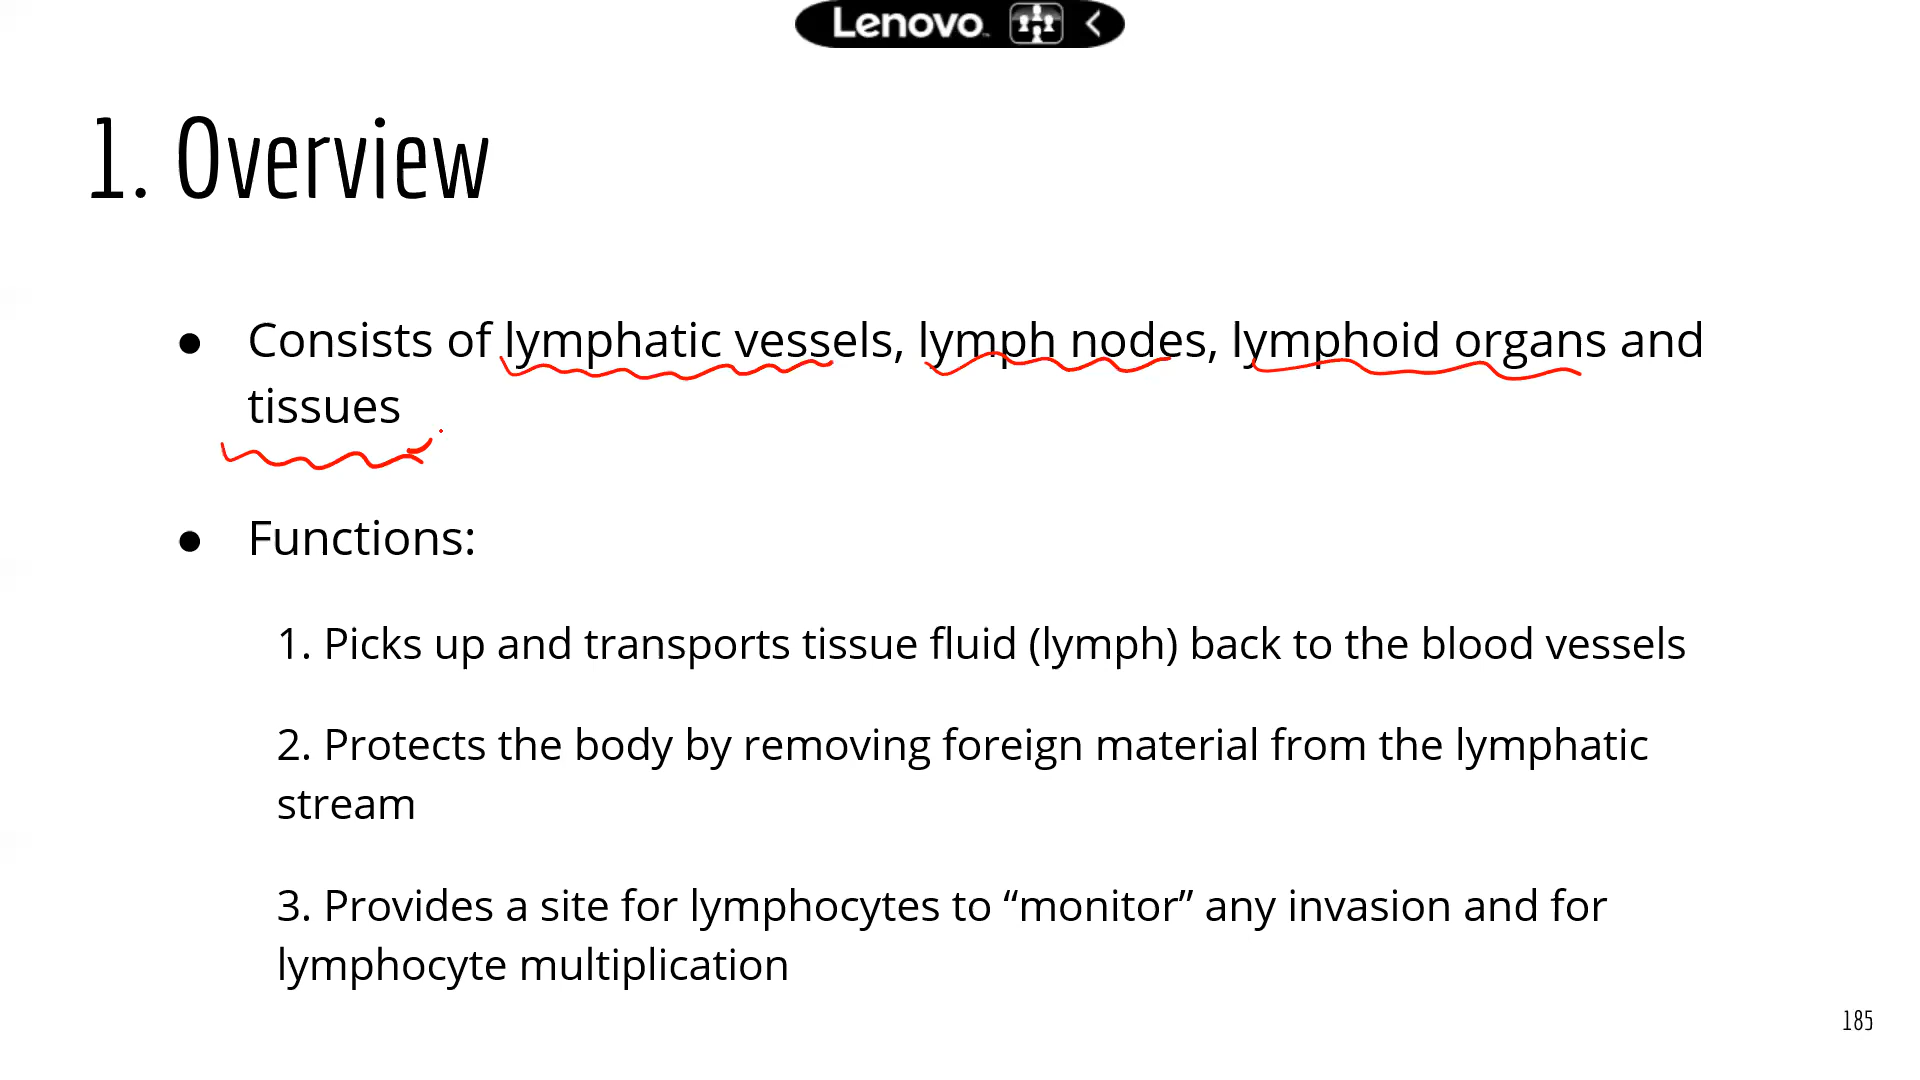 Lenovo
1. Overview
● Consists of lymphatic vessels, lymph nodes, lymphoid organs and
tissues
● Functions:
1. Picks up and transports tissue fluid (lymph) back to the blood vessels
2. Protects the body by removing foreign material from the lymphatic
stream
3. Provides a site for lymphocytes to “monitor” any invasion and for
lymphocyte multiplication
185